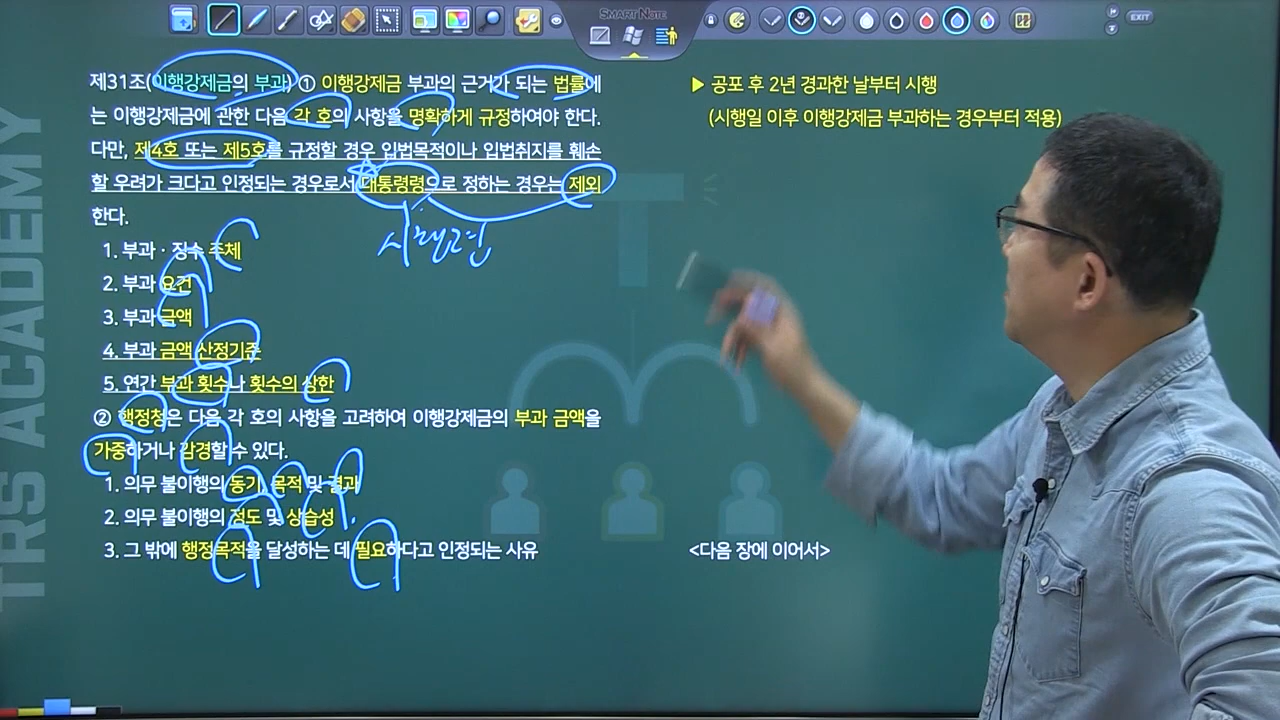 SMART NOTE
EXIT
제31조(이행강제금의 부과) ① 이행강제금 부과의 근거가 되는 법률에
는 이행강제금에 관한 다음 각 호의 사항을 명확하게 규정하여야 한다.
다만, 제4호 또는 제5호를 규정할 경우 입법목적이나 입법취지를 훼손
할 우려가 크다고 인정되는 경우로서 대통령령으로 정하는 경우는 제외
한다.
시행령
1. 부과 · 징수 주체
2. 부과 요건
3. 부과 금액
4. 부과 금액 산정기준
5. 연간 부과 횟수나 횟수의 상한
② 행정청은 다음 각 호의 사항을 고려하여 이행강제금의 부과 금액을
가중하거나 감경할 수 있다.
1. 의무 불이행의 동기, 목적 및 결과
2. 의무 불이행의 정도 및 상습성
3. 그 밖에 행정목적을 달성하는 데 필요하다고 인정되는 사유
▶ 공포 후 2년 경과한 날부터 시행
(시행일 이후 이행강제금 부과하는 경우부터 적용)
<다음 장에 이어서>
TRS ACADEMY